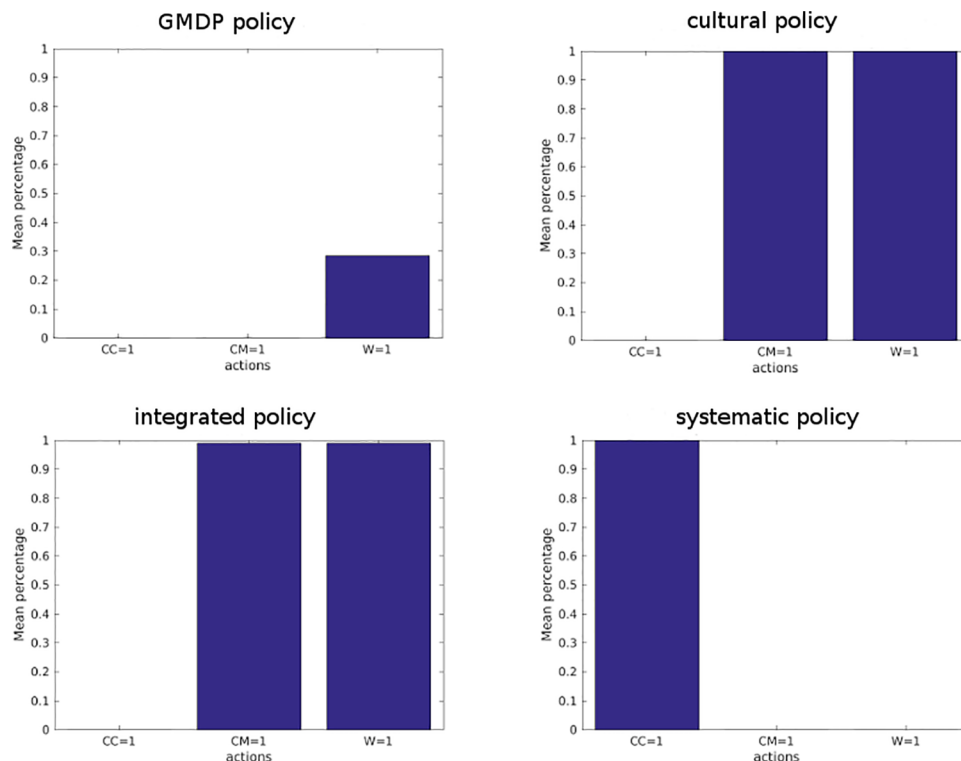 GMDP policy
Mean percentage
1
0.9
0.8
0.7
0.6
0.5
0.4
0.3
0.2
0.1
0
CC=1 CM=1 W=1
actions
cultural policy
Mean percentage
1
0.9
0.8
0.7
0.6
0.5
0.4
0.3
0.2
0.1
0
CC=1 CM=1 W=1
actions
integrated policy
Mean percentage
1
0.9
0.8
0.7
0.6
0.5
0.4
0.3
0.2
0.1
0
CC=1 CM=1 W=1
actions
systematic policy
Mean percentage
1
0.9
0.8
0.7
0.6
0.5
0.4
0.3
0.2
0.1
0
CC=1 CM=1 W=1
actions